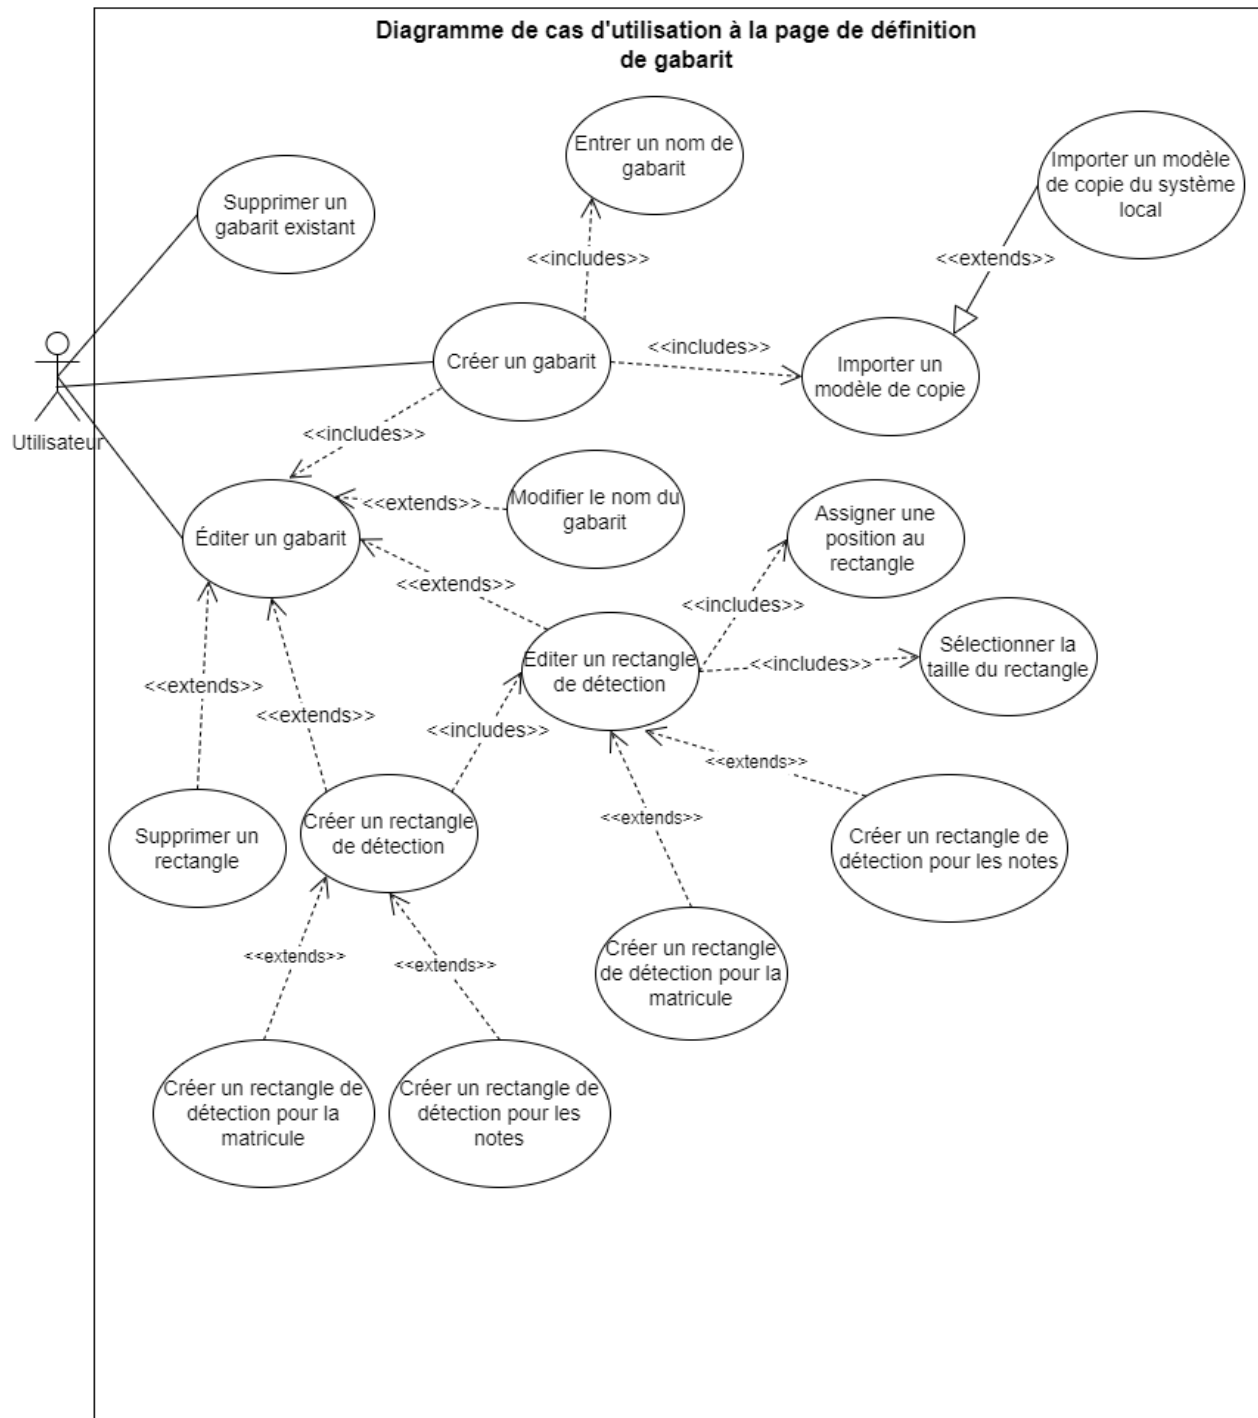 Diagramme de cas d'utilisation à la page de définition
de gabarit
Entrer un nom de
gabarit
Importer un modèle
de copie du système
local
Supprimer un
gabarit existant
<<includes>>
<<extends>>
Créer un gabarit
<<includes>>
Importer un
modèle de copie
Utilisateur
<<includes>>
<<extends>>
Modifier le nom du
gabarit
Assigner une
position au
rectangle
Éditer un gabarit
<<extends>>
<<includes>>
Sélectionner la
taille du rectangle
Editer un rectangle
de détection
<<includes>>
<<extends>>
<<extends>>
<<includes>>
<<extends>>
<<extends>>
Supprimer un
rectangle
Créer un rectangle
de détection
Créer un rectangle de
détection pour les notes
<<extends>>
<<extends>>
Créer un rectangle
de détection pour la
matricule
Créer un rectangle de
détection pour la
matricule
Créer un rectangle de
détection pour les
notes